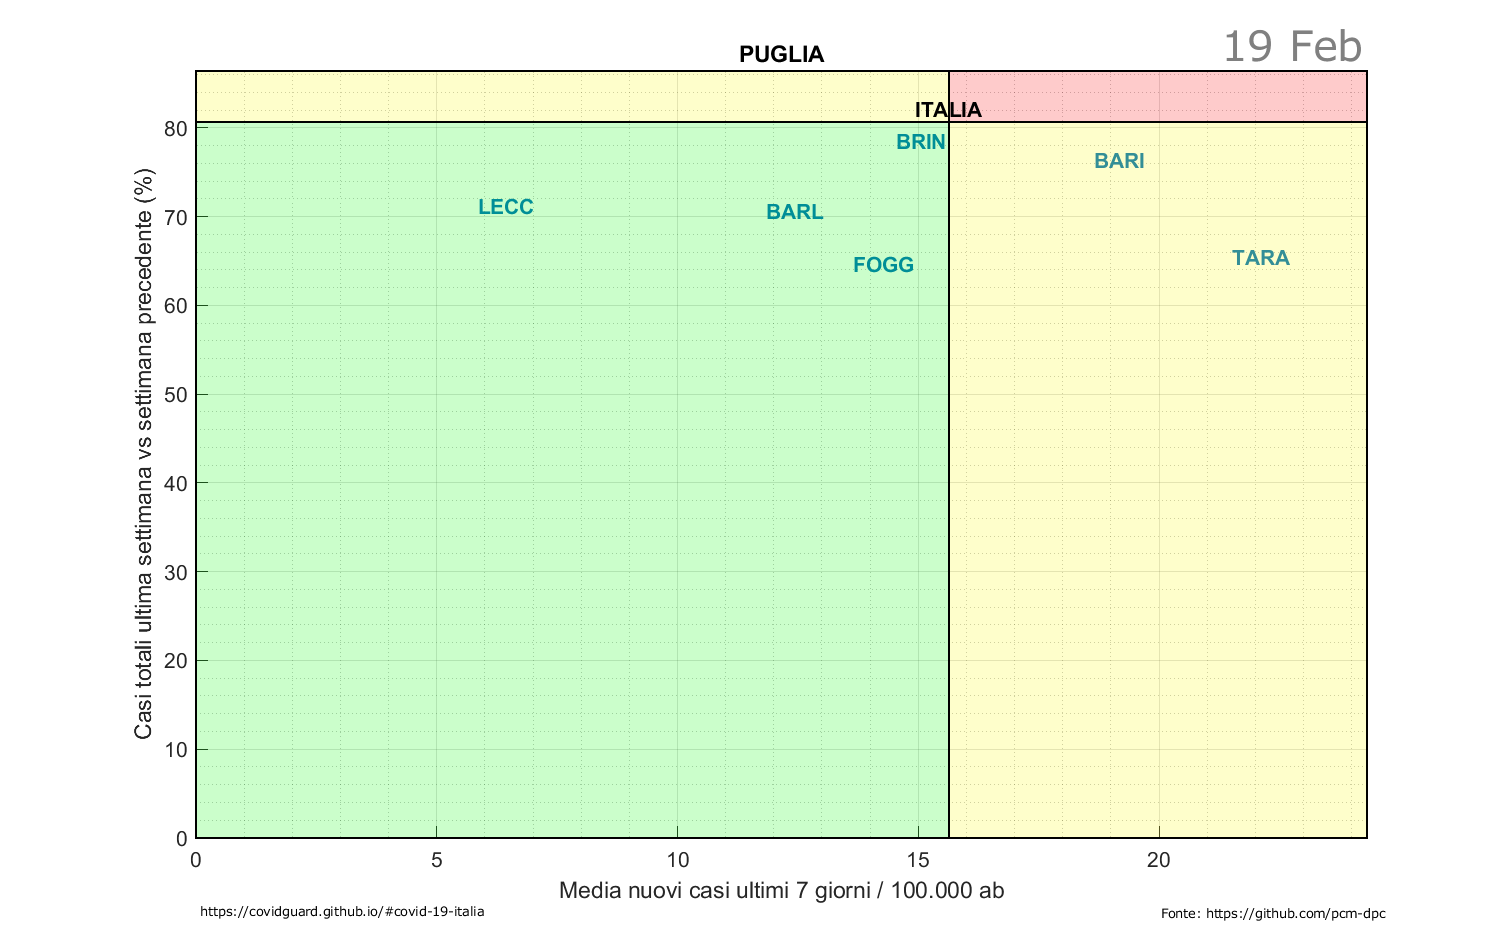 19 Feb
PUGLIA
ITALIA
BRIN
BARI
LECC
BARL
FOGG
TARA
Casi totali ultima settimana vs settimana precedente (%)
80
70
60
50
40
30
20
10
0
0 5 10 15 20
Media nuovi casi ultimi 7 giorni / 100.000 ab
https://covidguard.github.io/#covid-19-italia
Fonte: https://github.com/pcm-dpc